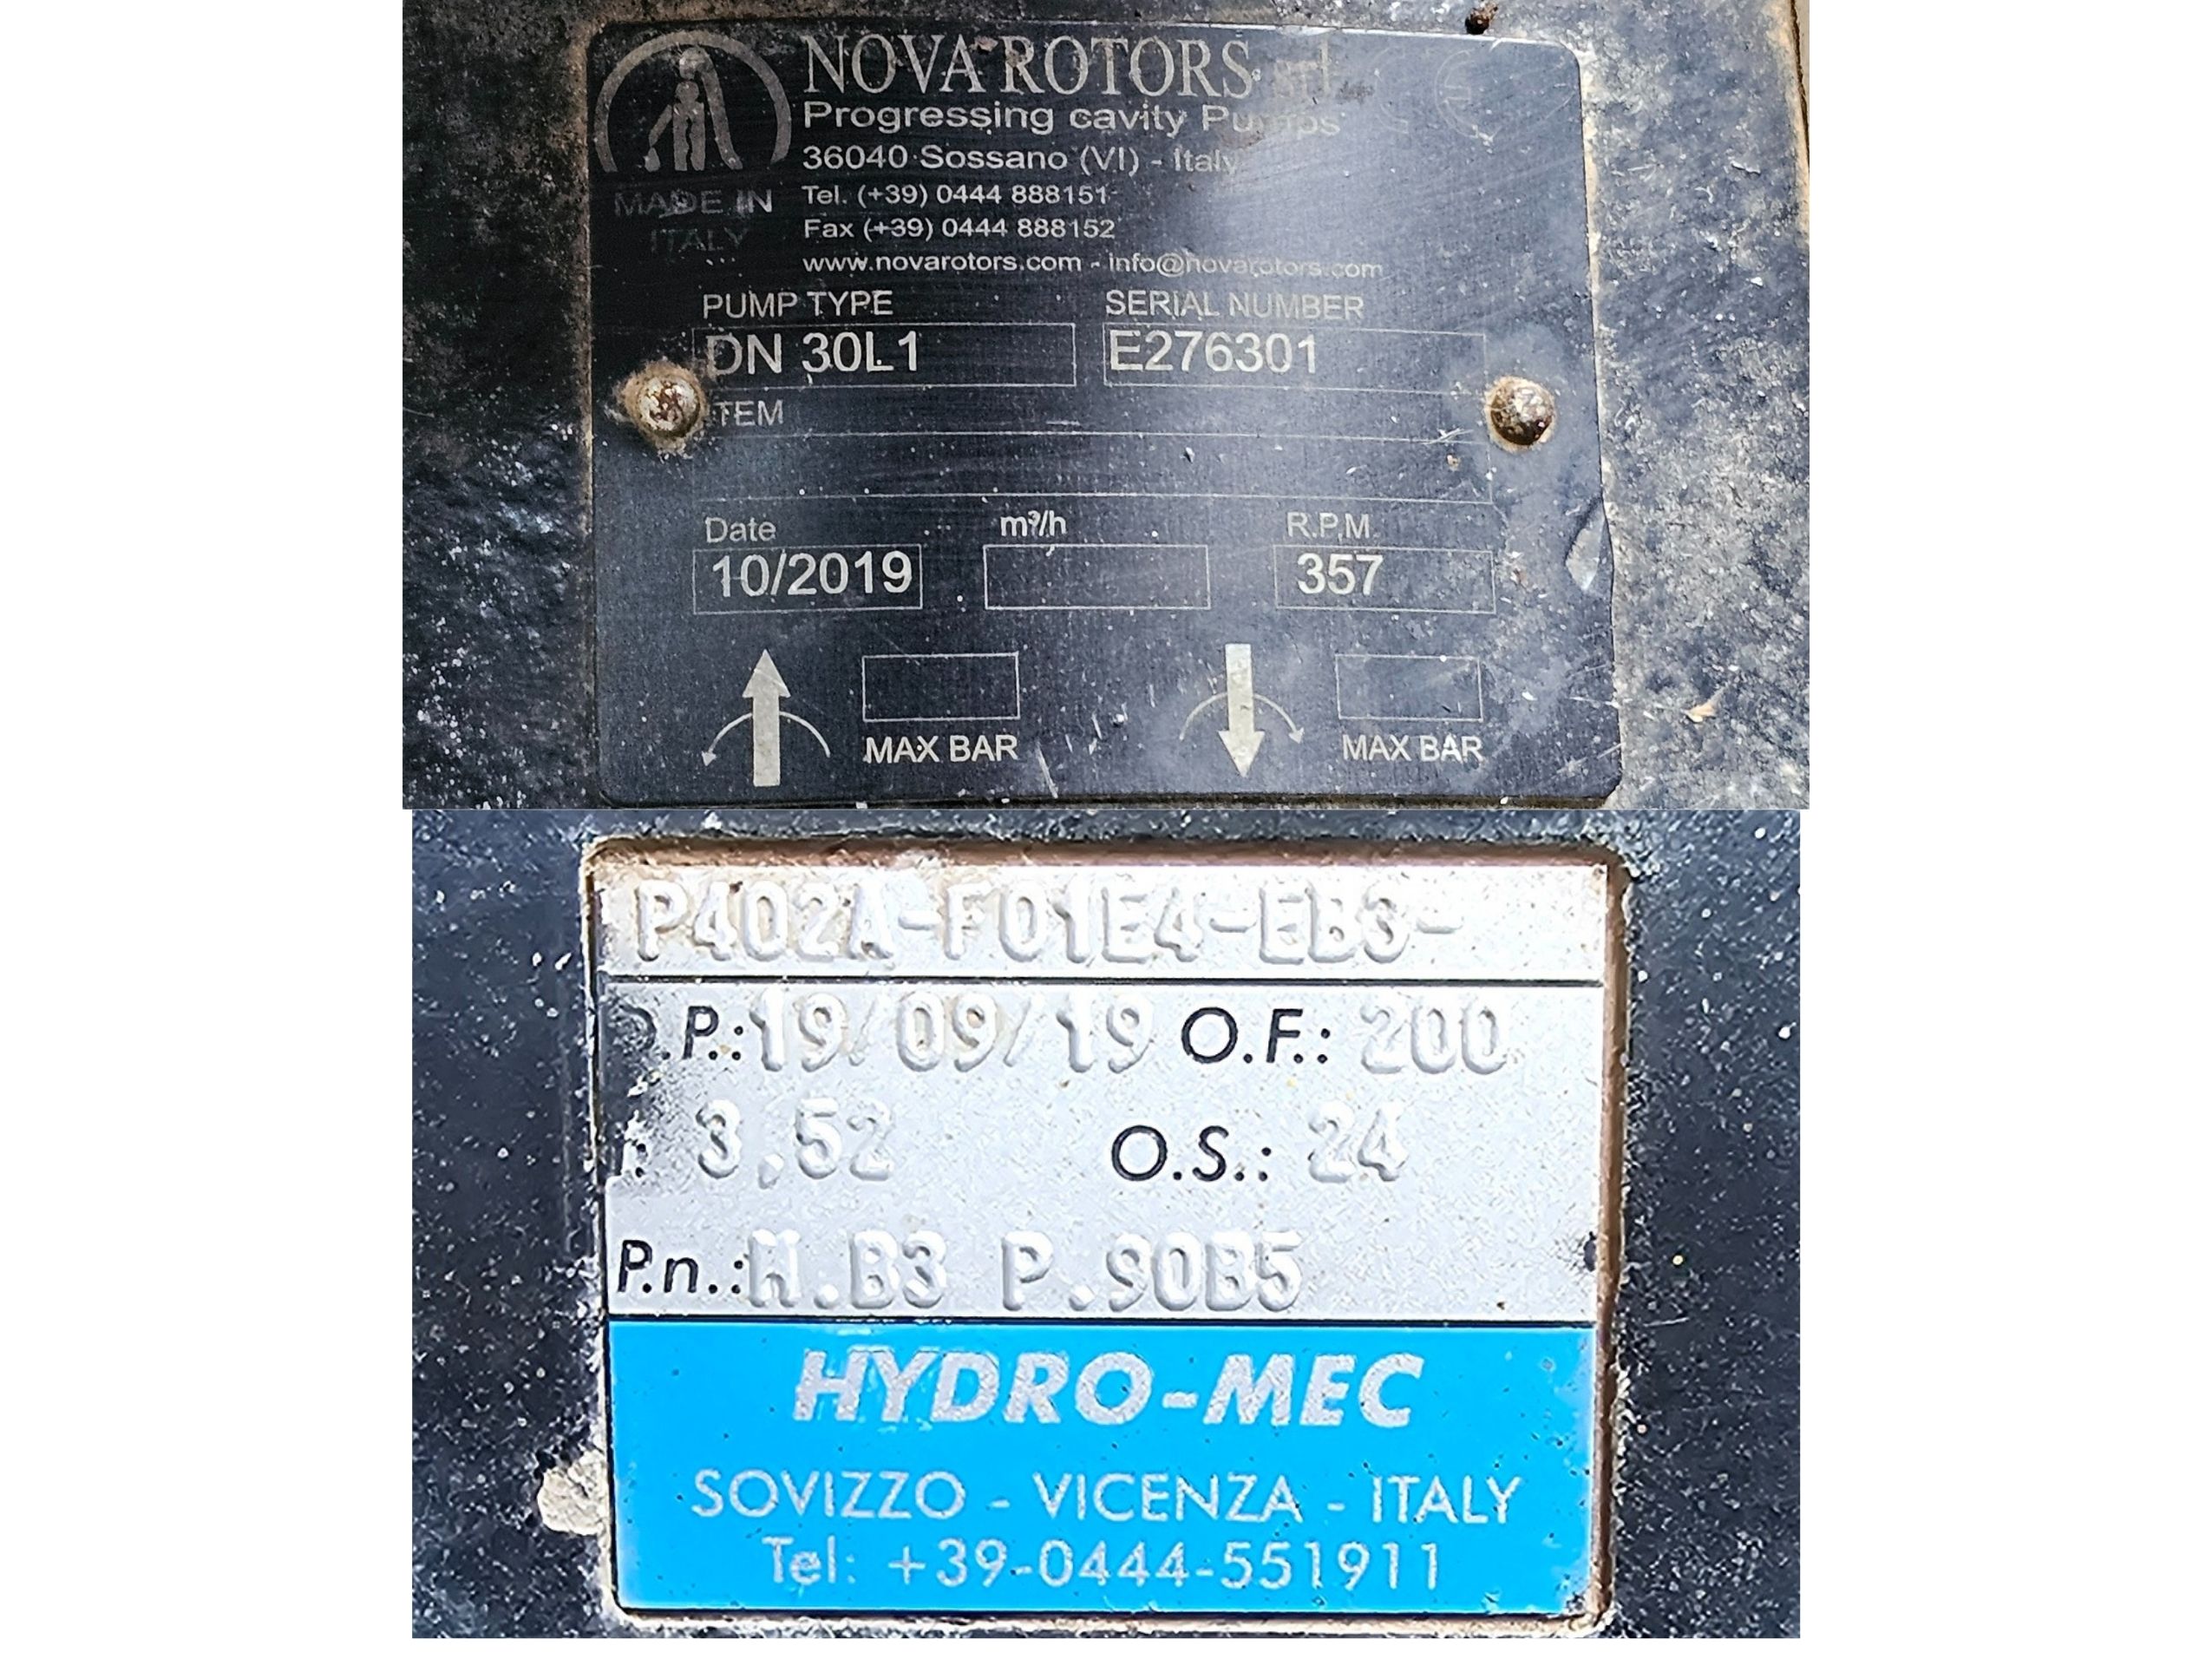 NOVA ROTORS srl
Progressing cavity Pumps
36040 Sossano (VI) - Italy
MADE IN
ITALY
Tel. (+39) 0444 888151
Fax (+39) 0444 888152
www.novarotors.com - info@novarotors.com
PUMP TYPE SERIAL NUMBER
DN 30L1 E276301
TEM
Date m³/h R.P.M.
10/2019 357
MAX BAR MAX BAR
P402A-F01E4-EB3-
.P.: 19/09/19 O.F.: 200
: 3,52 O.S.: 24
P.n.: M.B3 P.90B5
HYDRO-MEC
SOVIZZO - VICENZA - ITALY
Tel: +39-0444-551911